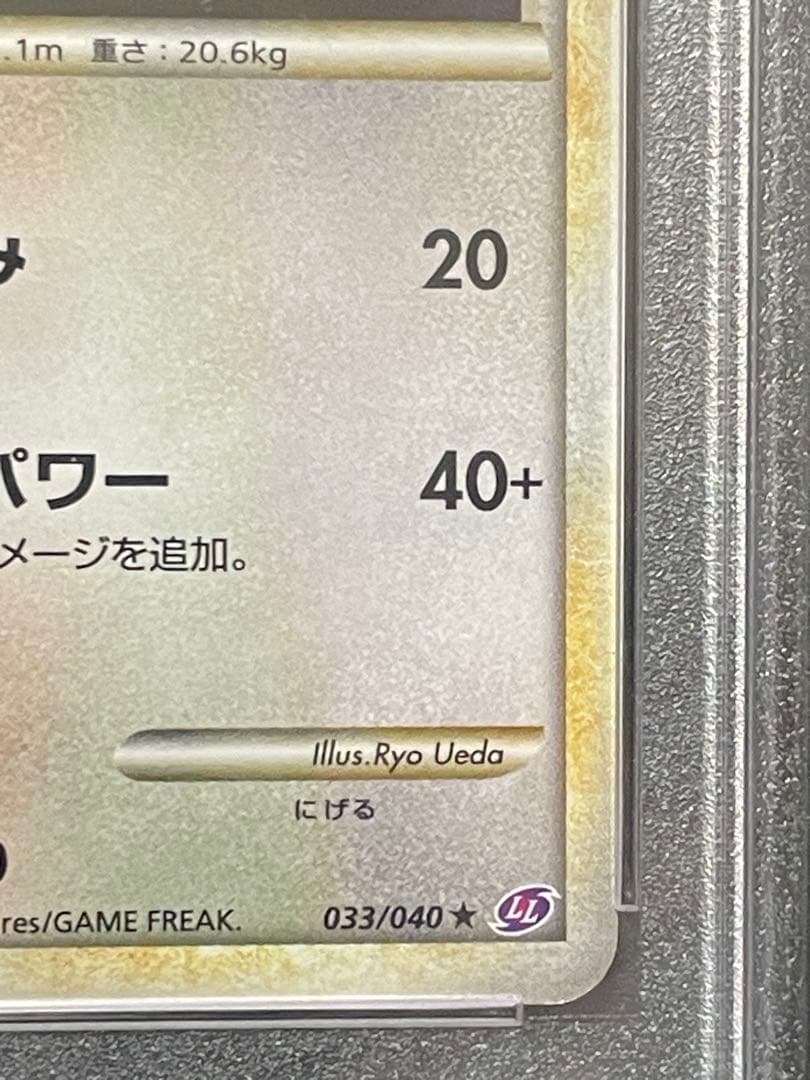 .1m 重さ：20.6kg
み 20
パワー 40+
メージを追加。
Illus.Ryo Ueda
にげる
res/GAME FREAK. 033/040 ★ LL